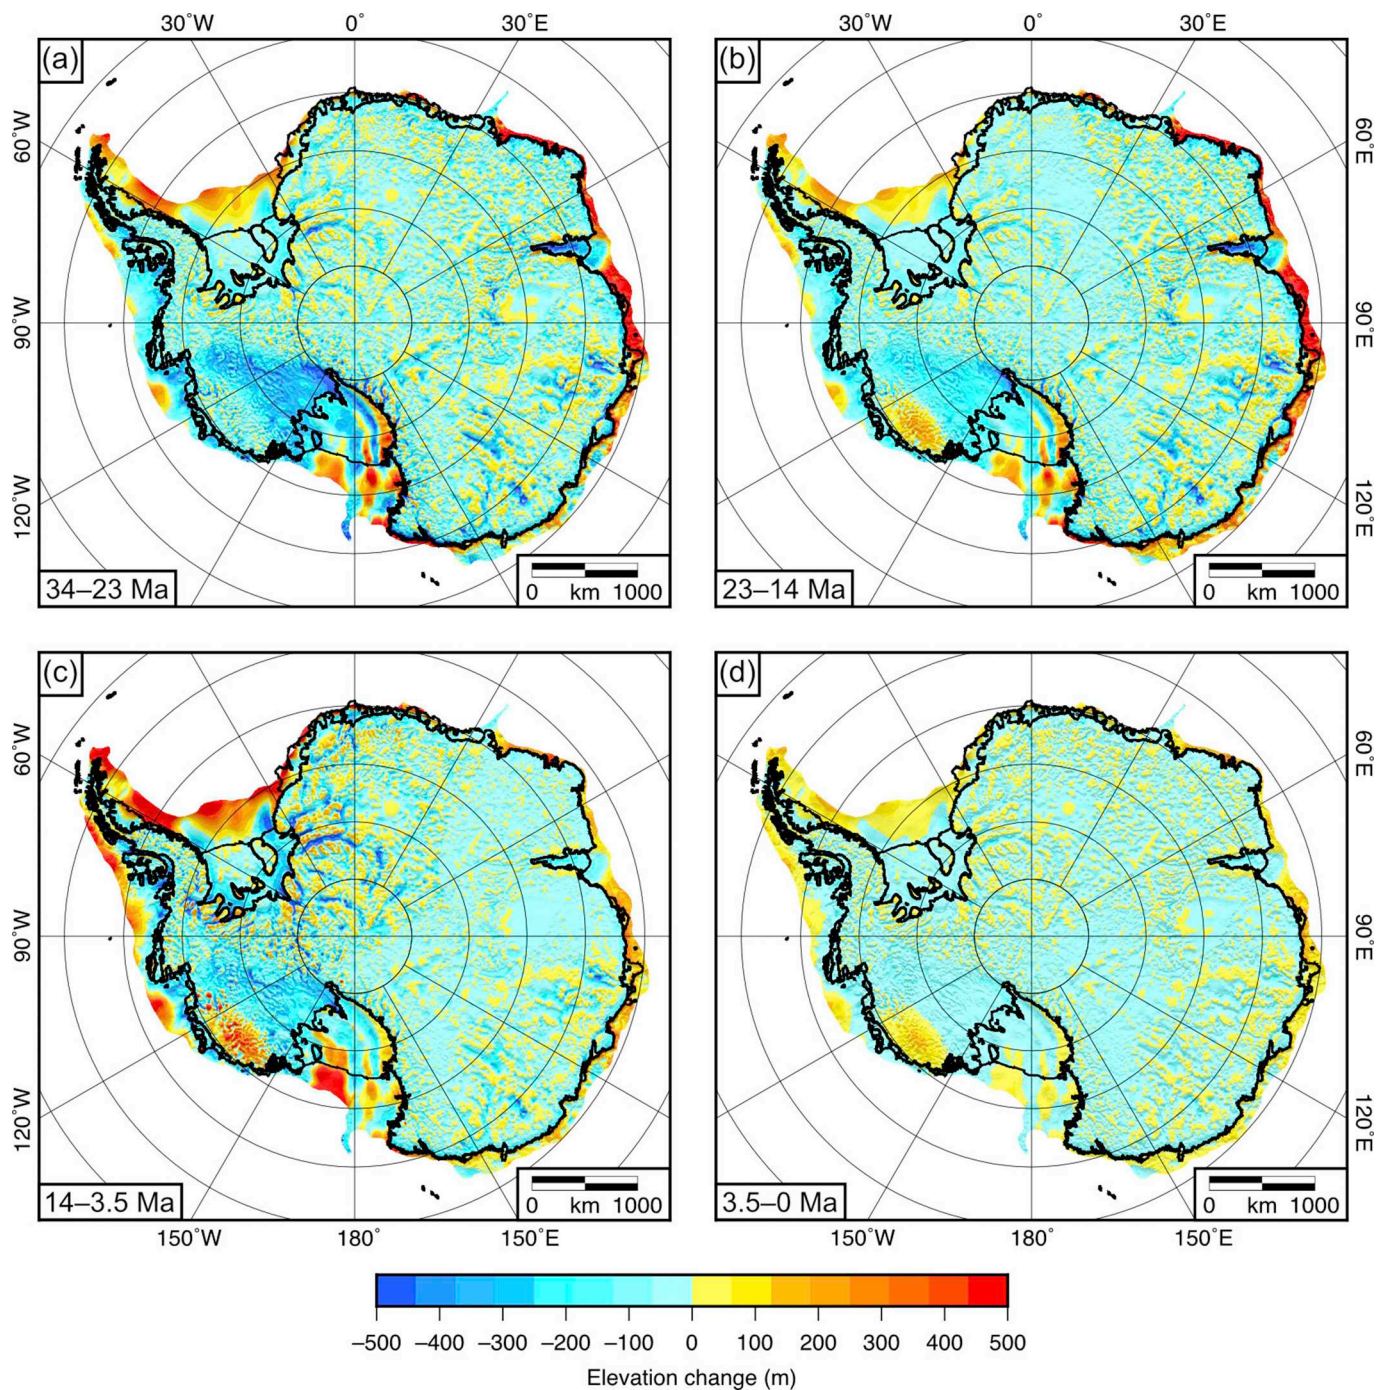 30°W 0° 30°E 0° 30°E
(a) (b)
60°W 60°E
90°W 90°E
120°W 120°E
34–23 Ma 0 km 1000 23–14 Ma 0 km 1000
(c) (d)
60°W 60°E
90°W 90°E
120°W 120°E
14–3.5 Ma 0 km 1000 3.5–0 Ma 0 km 1000
150°W 180° 150°E 150°W 180° 150°E
–500 –400 –300 –200 –100 0 100 200 300 400 500
Elevation change (m)